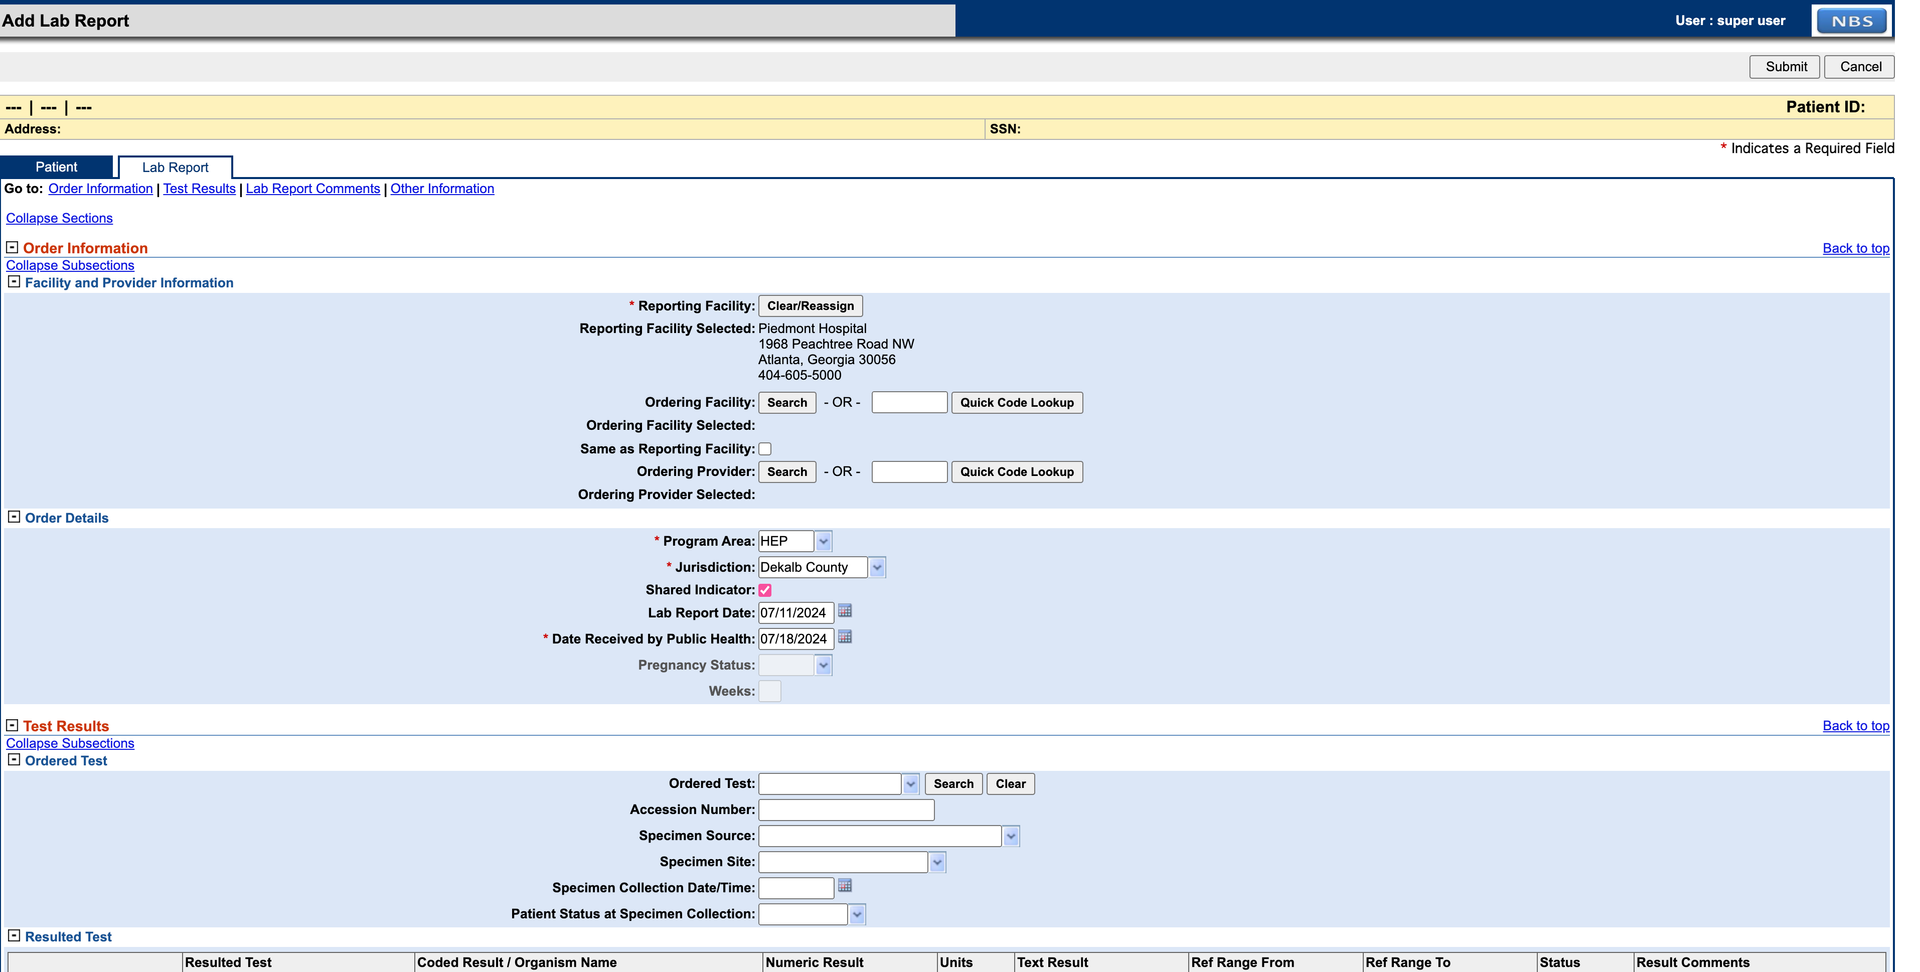 Add Lab Report
User : super user
NBS
Submit
Cancel
--- | --- | ---
Patient ID:
Address:
SSN:
* Indicates a Required Field
Patient
Lab Report
Go to: Order Information | Test Results | Lab Report Comments | Other Information
Collapse Sections
Order Information
Back to top
Collapse Subsections
Facility and Provider Information
* Reporting Facility: Clear/Reassign
Reporting Facility Selected: Piedmont Hospital
1968 Peachtree Road NW
Atlanta, Georgia 30056
404-605-5000
Ordering Facility: Search - OR - Quick Code Lookup
Ordering Facility Selected:
Same as Reporting Facility:
Ordering Provider: Search - OR - Quick Code Lookup
Ordering Provider Selected:
Order Details
* Program Area: HEP
* Jurisdiction: Dekalb County
Shared Indicator:
Lab Report Date: 07/11/2024
* Date Received by Public Health: 07/18/2024
Pregnancy Status:
Weeks:
Test Results
Back to top
Collapse Subsections
Ordered Test
Ordered Test: Search Clear
Accession Number:
Specimen Source:
Specimen Site:
Specimen Collection Date/Time:
Patient Status at Specimen Collection:
Resulted Test
Resulted Test Coded Result / Organism Name Numeric Result Units Text Result Ref Range From Ref Range To Status Result Comments